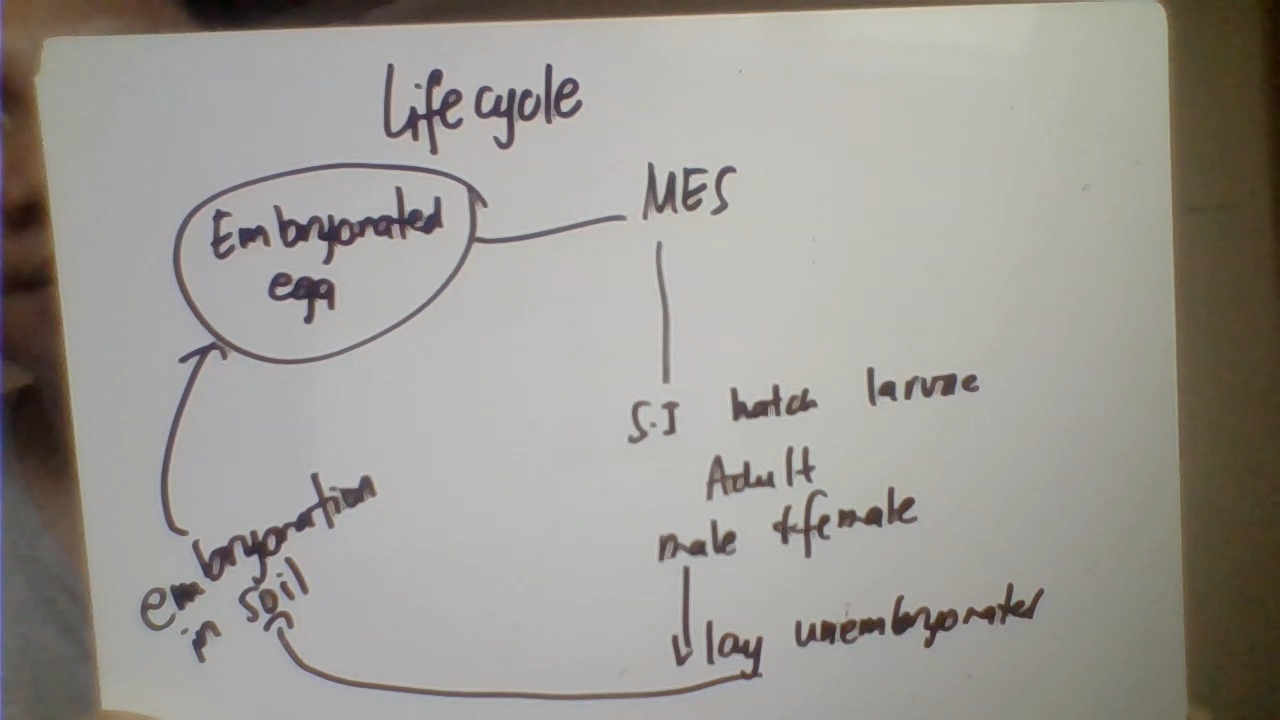 Life cycle
Embryonated
egg
MES
S.I hatch larvae
Adult
male & female
lay unembryonated
embryonation
in soil